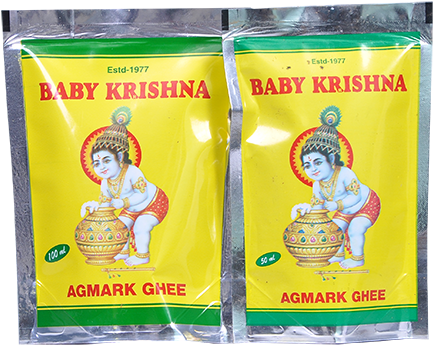 Estd-1977
BABY KRISHNA
100 ml
AGMARK GHEE
Estd-1977
BABY KRISHNA
50 ml
AGMARK GHEE